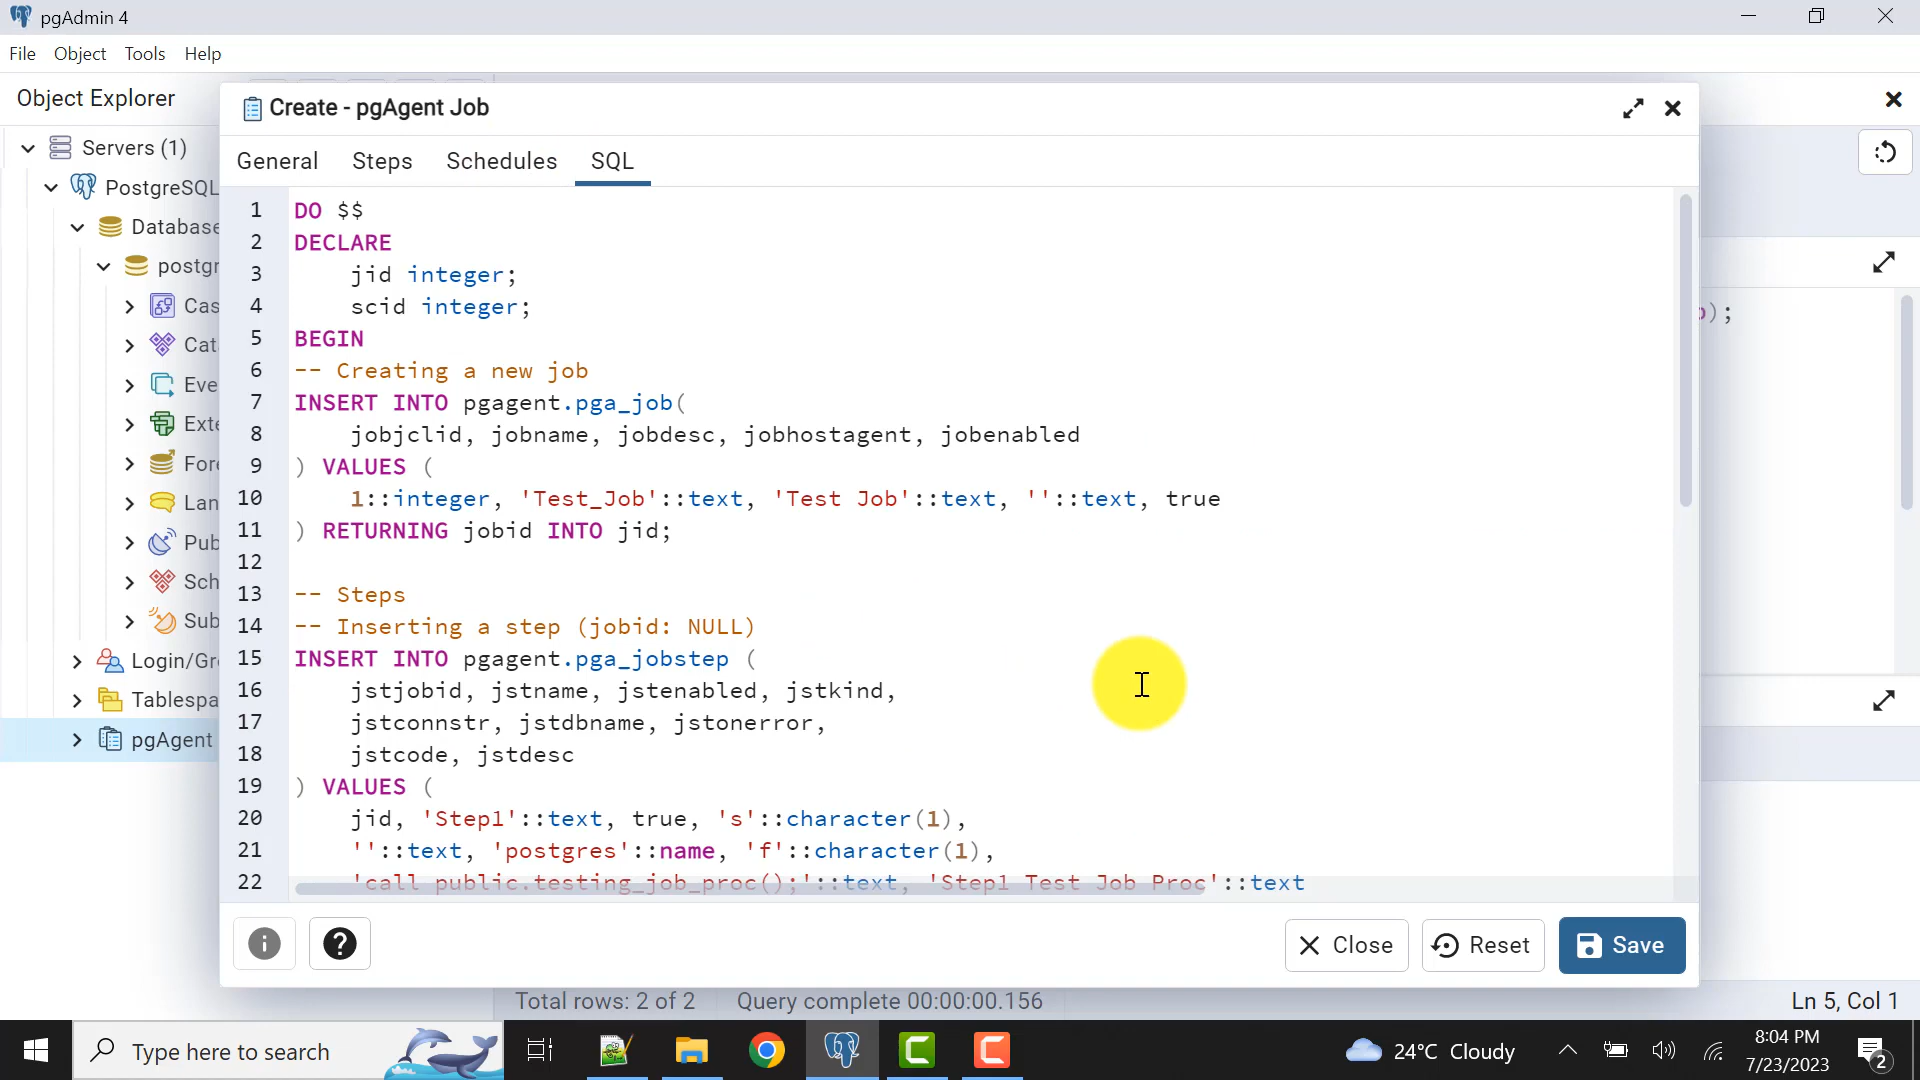 pgAdmin 4
File Object Tools Help
Object Explorer
Servers (1)
PostgreSQL
Database
postgr
Cas
Cat
Eve
Exte
Fore
Lan
Pub
Sch
Sub
Login/Gr
Tablespa
pgAgent
Create - pgAgent Job
General Steps Schedules SQL
1 DO $$
2 DECLARE
3 jid integer;
4 scid integer;
5 BEGIN
6 -- Creating a new job
7 INSERT INTO pgagent.pga_job(
8 jobjclid, jobname, jobdesc, jobhostagent, jobenabled
9 ) VALUES (
10 1::integer, 'Test_Job'::text, 'Test Job'::text, ''::text, true
11 ) RETURNING jobid INTO jid;
12
13 -- Steps
14 -- Inserting a step (jobid: NULL)
15 INSERT INTO pgagent.pga_jobstep (
16 jstjobid, jstname, jstenabled, jstkind,
17 jstconnstr, jstdbname, jstonerror,
18 jstcode, jstdesc
19 ) VALUES (
20 jid, 'Step1'::text, true, 's'::character(1),
21 ''::text, 'postgres'::name, 'f'::character(1),
22 'call public.testing_job_proc();'::text, 'Step1 Test Job Proc'::text
);
Close Reset Save
Total rows: 2 of 2 Query complete 00:00:00.156 Ln 5, Col 1
Type here to search
24°C Cloudy
8:04 PM
7/23/2023
2